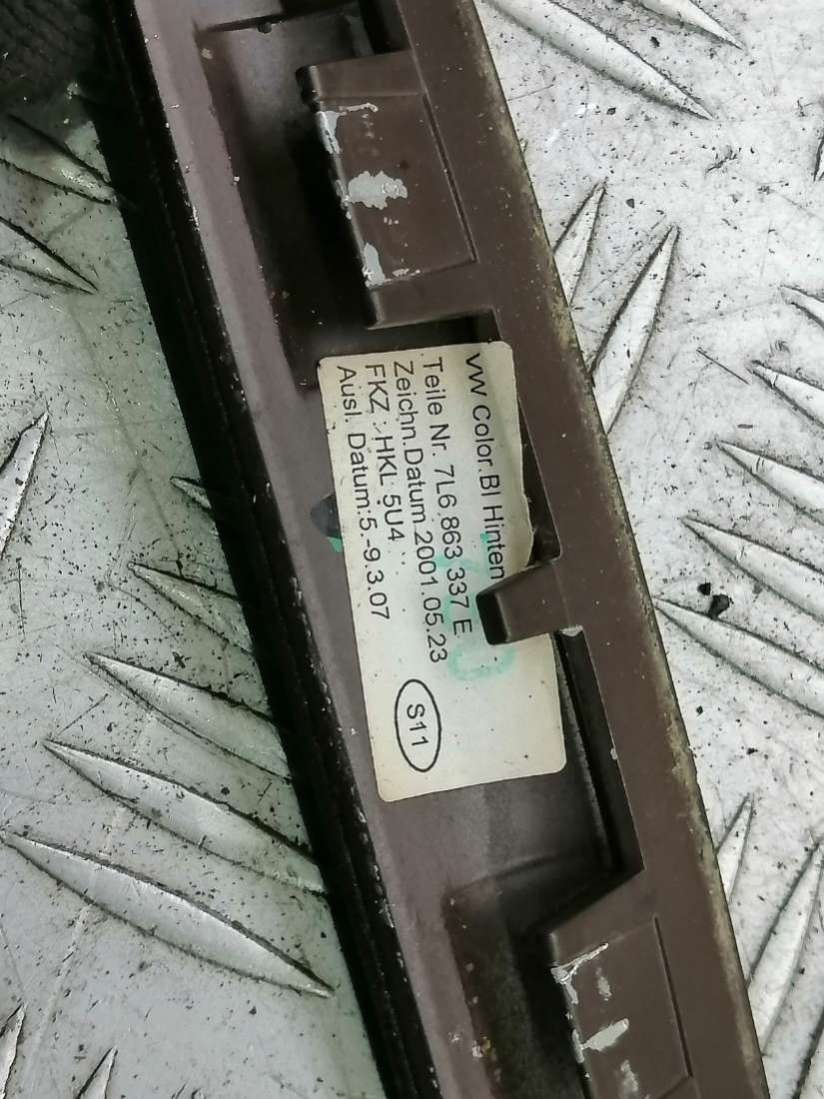 VW Color.Bl Hinten
Teile Nr. 7L6 863 337 E
Zeichn.Datum 2001.05.23
FKZ HKL 5U4
Ausl. Datum:5.-9.3.07
S11